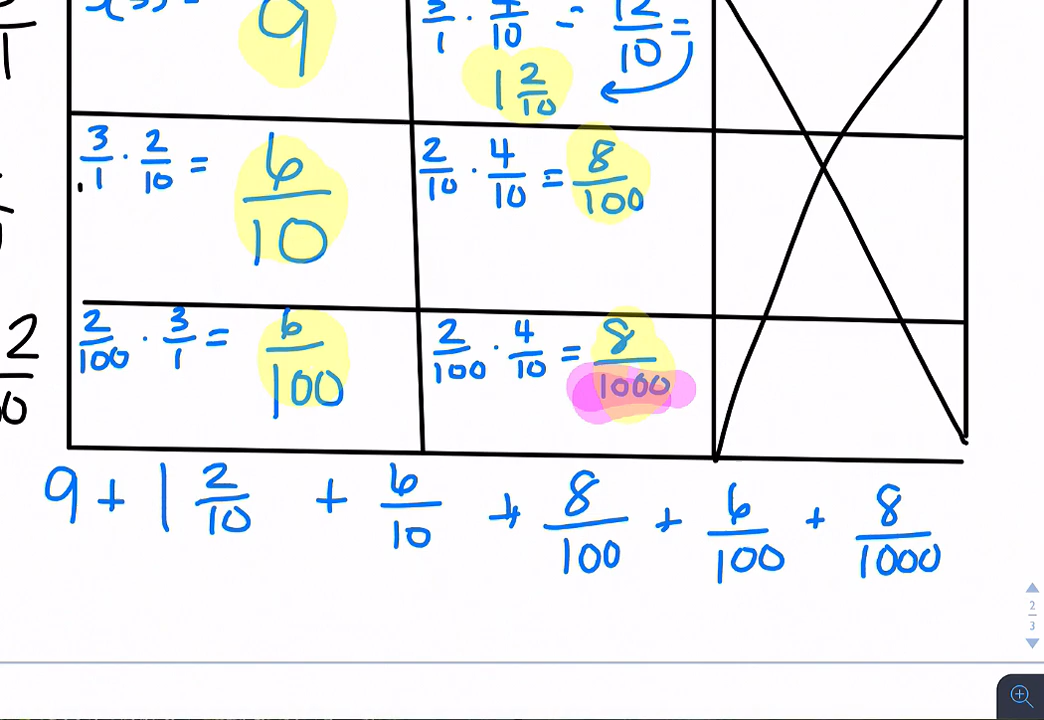 3/1 · 4/10 = 12/10 =
9
1 2/10
3/1 · 2/10 = 6/10
2/10 · 4/10 = 8/100
2/100 · 3/1 = 6/100
2/100 · 4/10 = 8/1000
9 + 1 2/10 + 6/10 + 8/100 + 6/100 + 8/1000
2
3